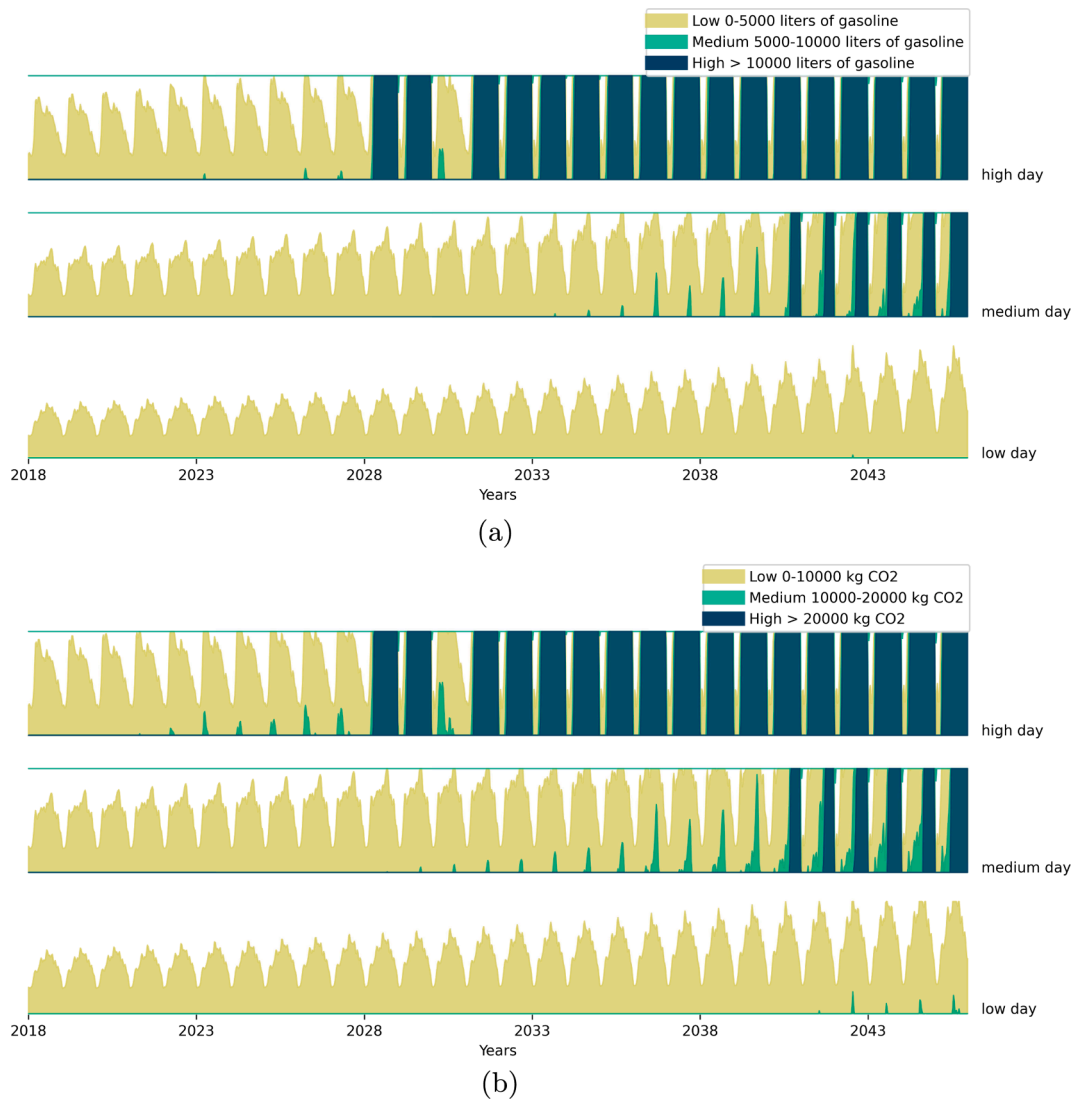 Low 0-5000 liters of gasoline
Medium 5000-10000 liters of gasoline
High > 10000 liters of gasoline
high day
medium day
low day
2018 2023 2028 2033 2038 2043
Years
(a)
Low 0-10000 kg CO2
Medium 10000-20000 kg CO2
High > 20000 kg CO2
high day
medium day
low day
2018 2023 2028 2033 2038 2043
Years
(b)